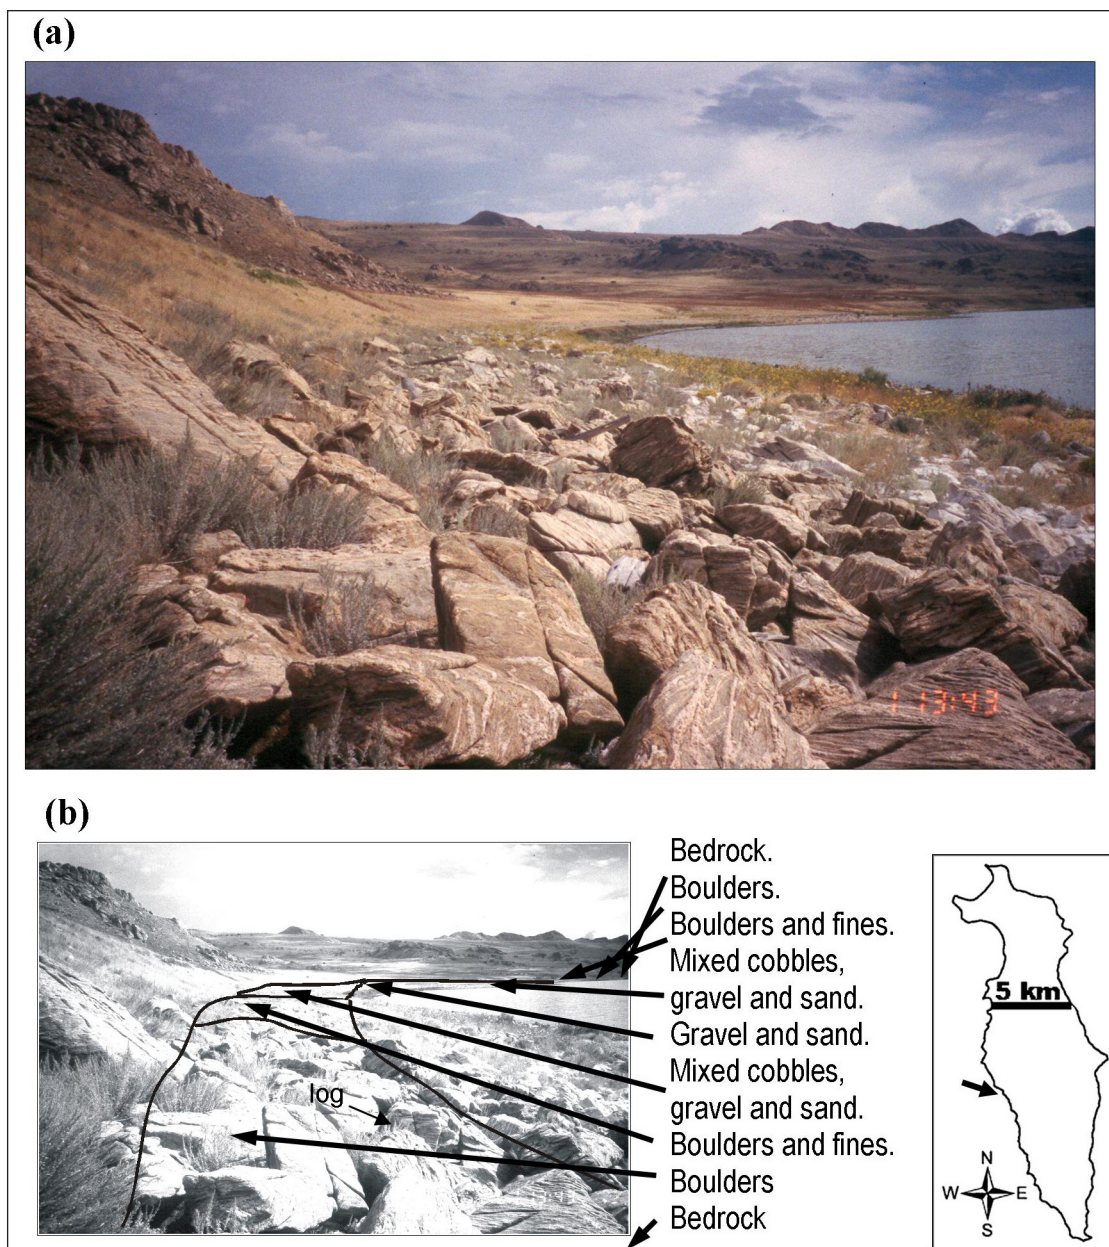 (a)
1 13:43
(b)
Bedrock.
Boulders.
Boulders and fines.
Mixed cobbles,
gravel and sand.
Gravel and sand.
Mixed cobbles,
gravel and sand.
Boulders and fines.
Boulders
Bedrock
log
5 km
N
W E
S